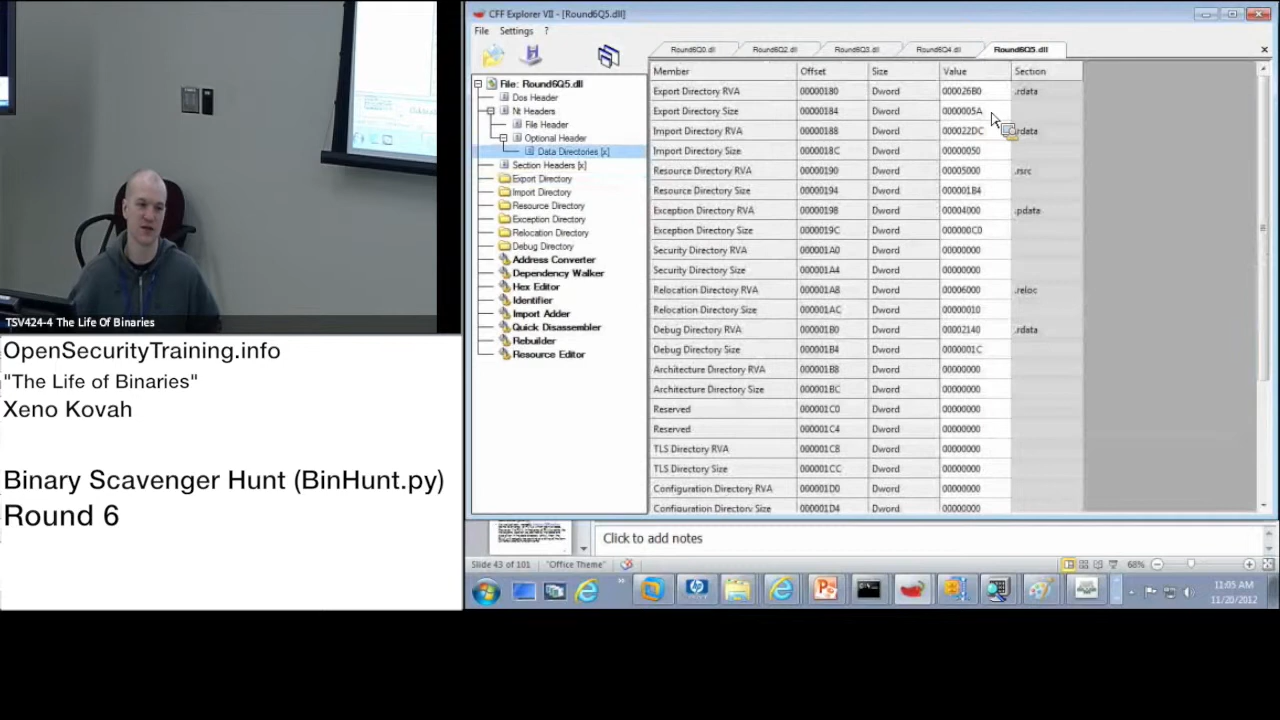 TSV424-4 The Life Of Binaries
OpenSecurityTraining.info
"The Life of Binaries"
Xeno Kovah
Binary Scavenger Hunt (BinHunt.py)
Round 6
CFF Explorer VII - [Round6Q5.dll]
File Settings ?
Round6Q0.dll Round6Q2.dll Round6Q3.dll Round6Q4.dll Round6Q5.dll
File: Round6Q5.dll
Dos Header
Nt Headers
File Header
Optional Header
Data Directories [x]
Section Headers [x]
Export Directory
Import Directory
Resource Directory
Exception Directory
Relocation Directory
Debug Directory
Address Converter
Dependency Walker
Hex Editor
Identifier
Import Adder
Quick Disassembler
Rebuilder
Resource Editor
Member Offset Size Value Section
Export Directory RVA 00000180 Dword 000026B0 .rdata
Export Directory Size 00000184 Dword 0000005A
Import Directory RVA 00000188 Dword 000022DC rdata
Import Directory Size 0000018C Dword 00000050
Resource Directory RVA 00000190 Dword 00005000 .rsrc
Resource Directory Size 00000194 Dword 000001B4
Exception Directory RVA 00000198 Dword 00004000 .pdata
Exception Directory Size 0000019C Dword 000000C0
Security Directory RVA 000001A0 Dword 00000000
Security Directory Size 000001A4 Dword 00000000
Relocation Directory RVA 000001A8 Dword 00006000 .reloc
Relocation Directory Size 000001AC Dword 00000010
Debug Directory RVA 000001B0 Dword 00002140 .rdata
Debug Directory Size 000001B4 Dword 0000001C
Architecture Directory RVA 000001B8 Dword 00000000
Architecture Directory Size 000001BC Dword 00000000
Reserved 000001C0 Dword 00000000
Reserved 000001C4 Dword 00000000
TLS Directory RVA 000001C8 Dword 00000000
TLS Directory Size 000001CC Dword 00000000
Configuration Directory RVA 000001D0 Dword 00000000
Configuration Directory Size 000001D4 Dword 00000000
Click to add notes
Slide 43 of 101 "Office Theme" 68%
11:05 AM
11/20/2012